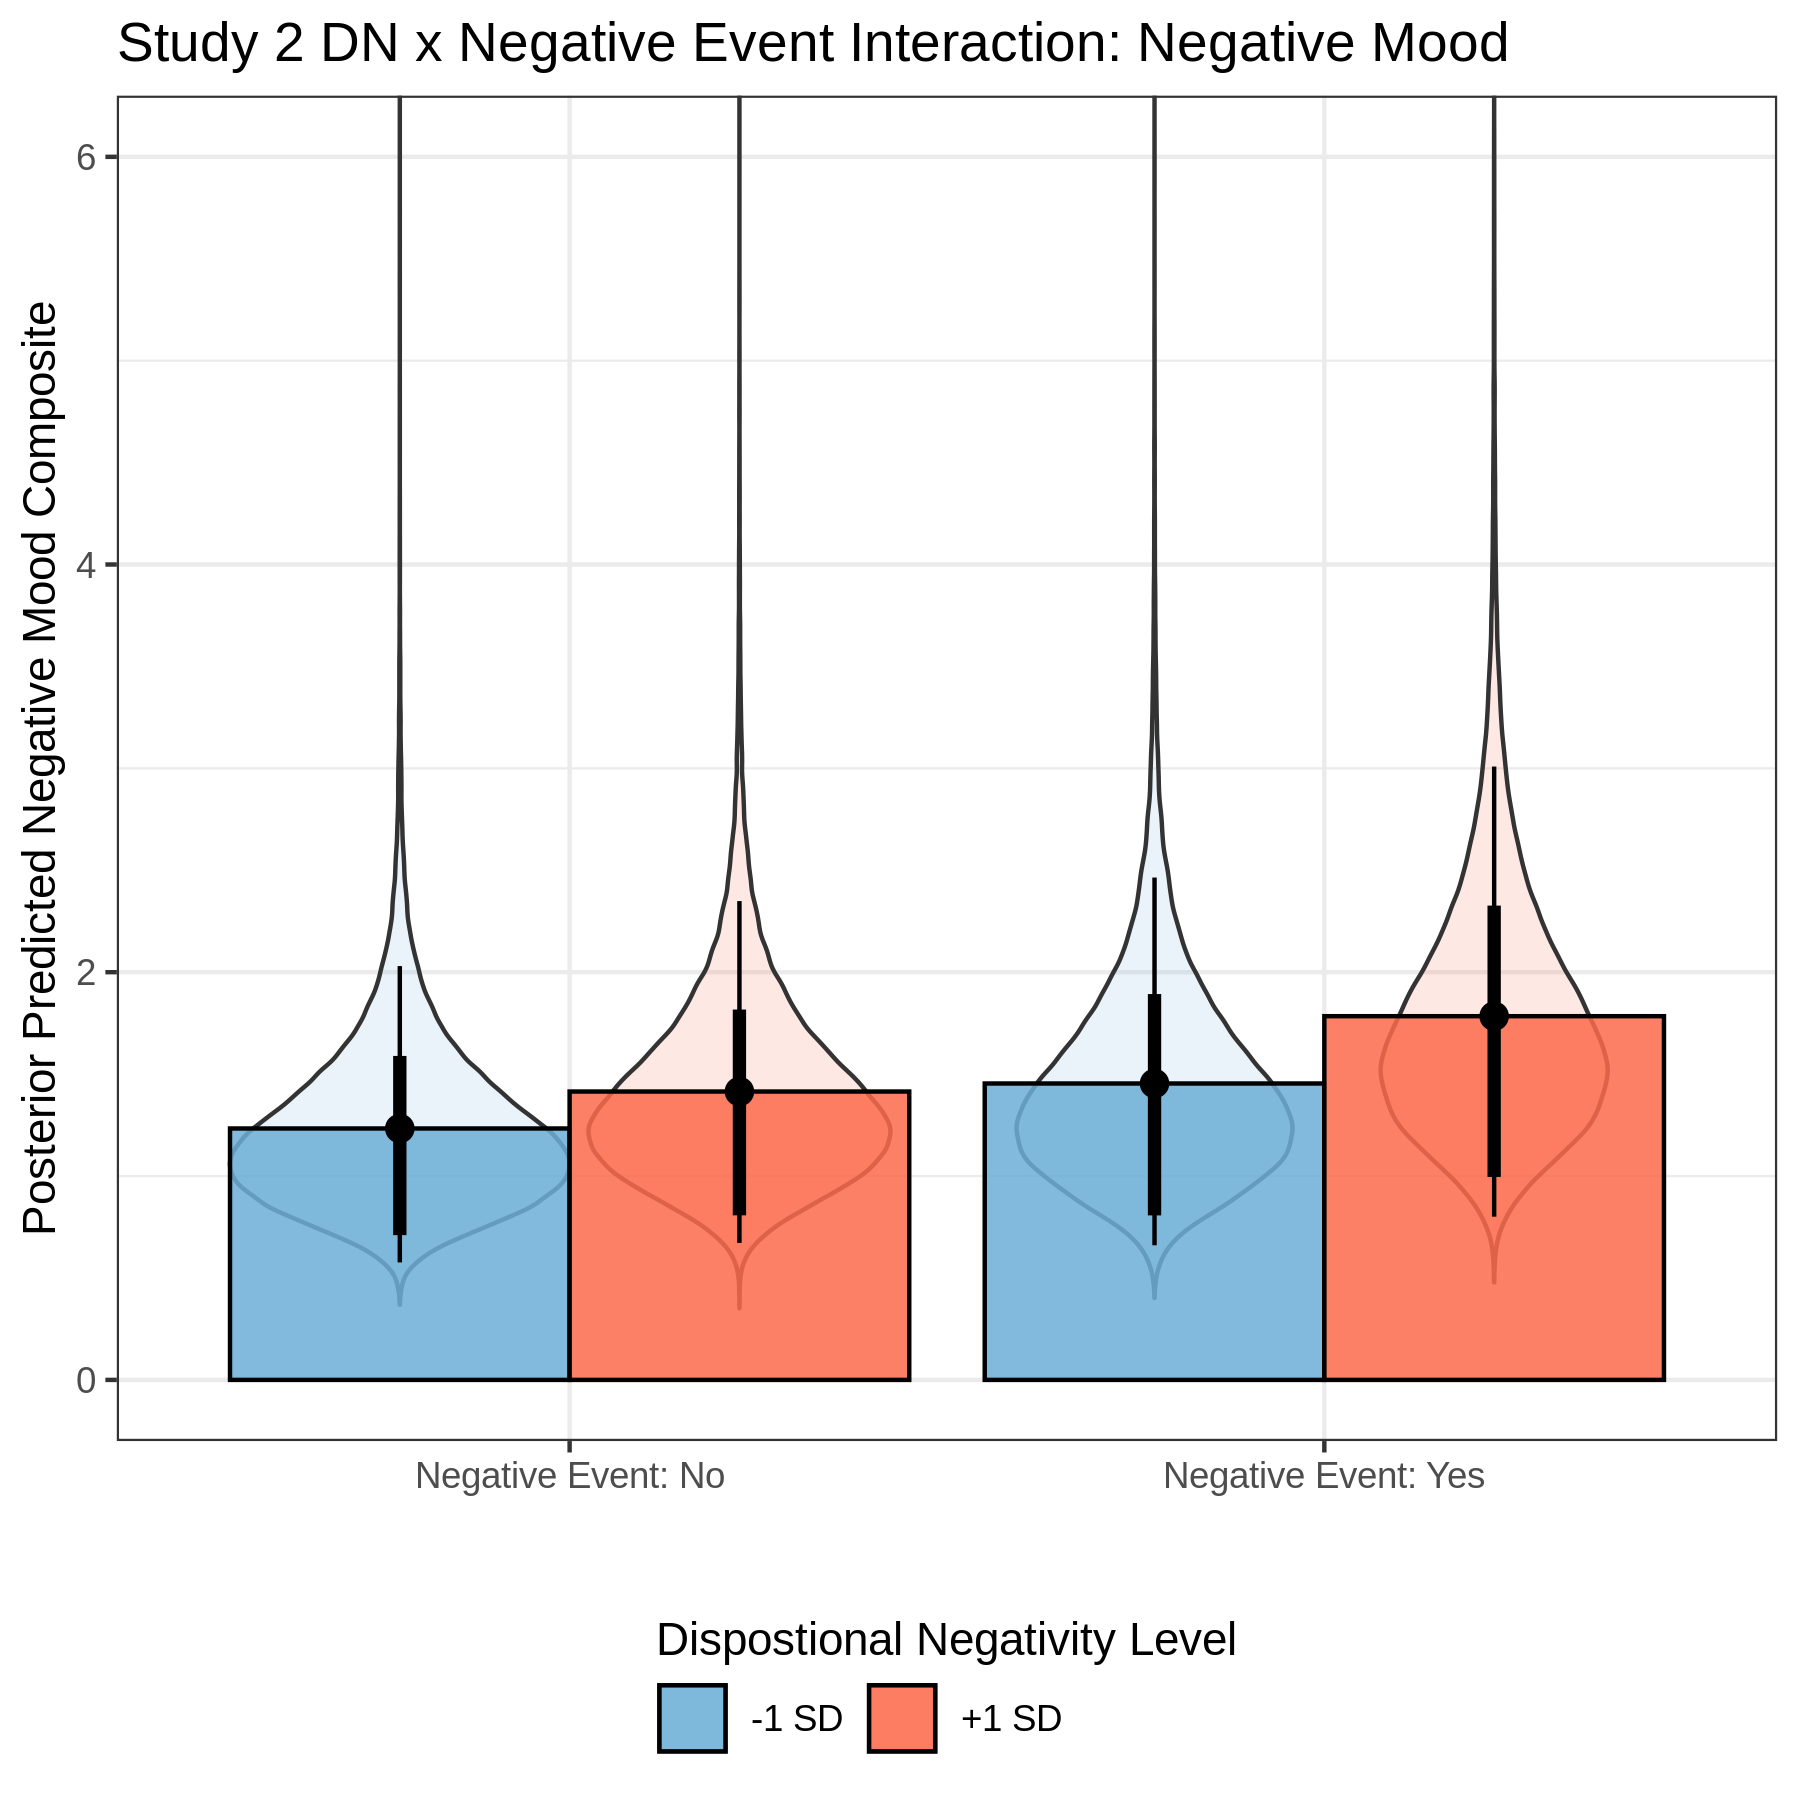 Study 2 DN x Negative Event Interaction: Negative Mood
Posterior Predicted Negative Mood Composite
6
4
2
0
Negative Event: No
Negative Event: Yes
Dispostional Negativity Level
-1 SD
+1 SD